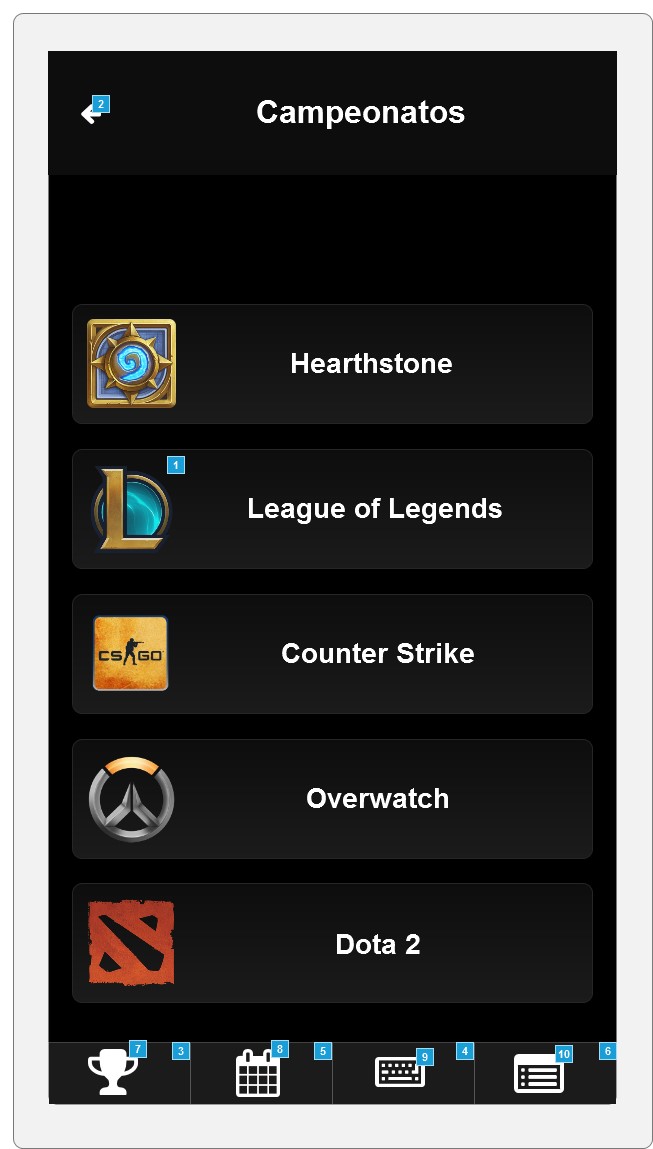 2
Campeonatos
Hearthstone
1
League of Legends
CS GO
Counter Strike
Overwatch
Dota 2
7 3 8 5 9 4 10 6